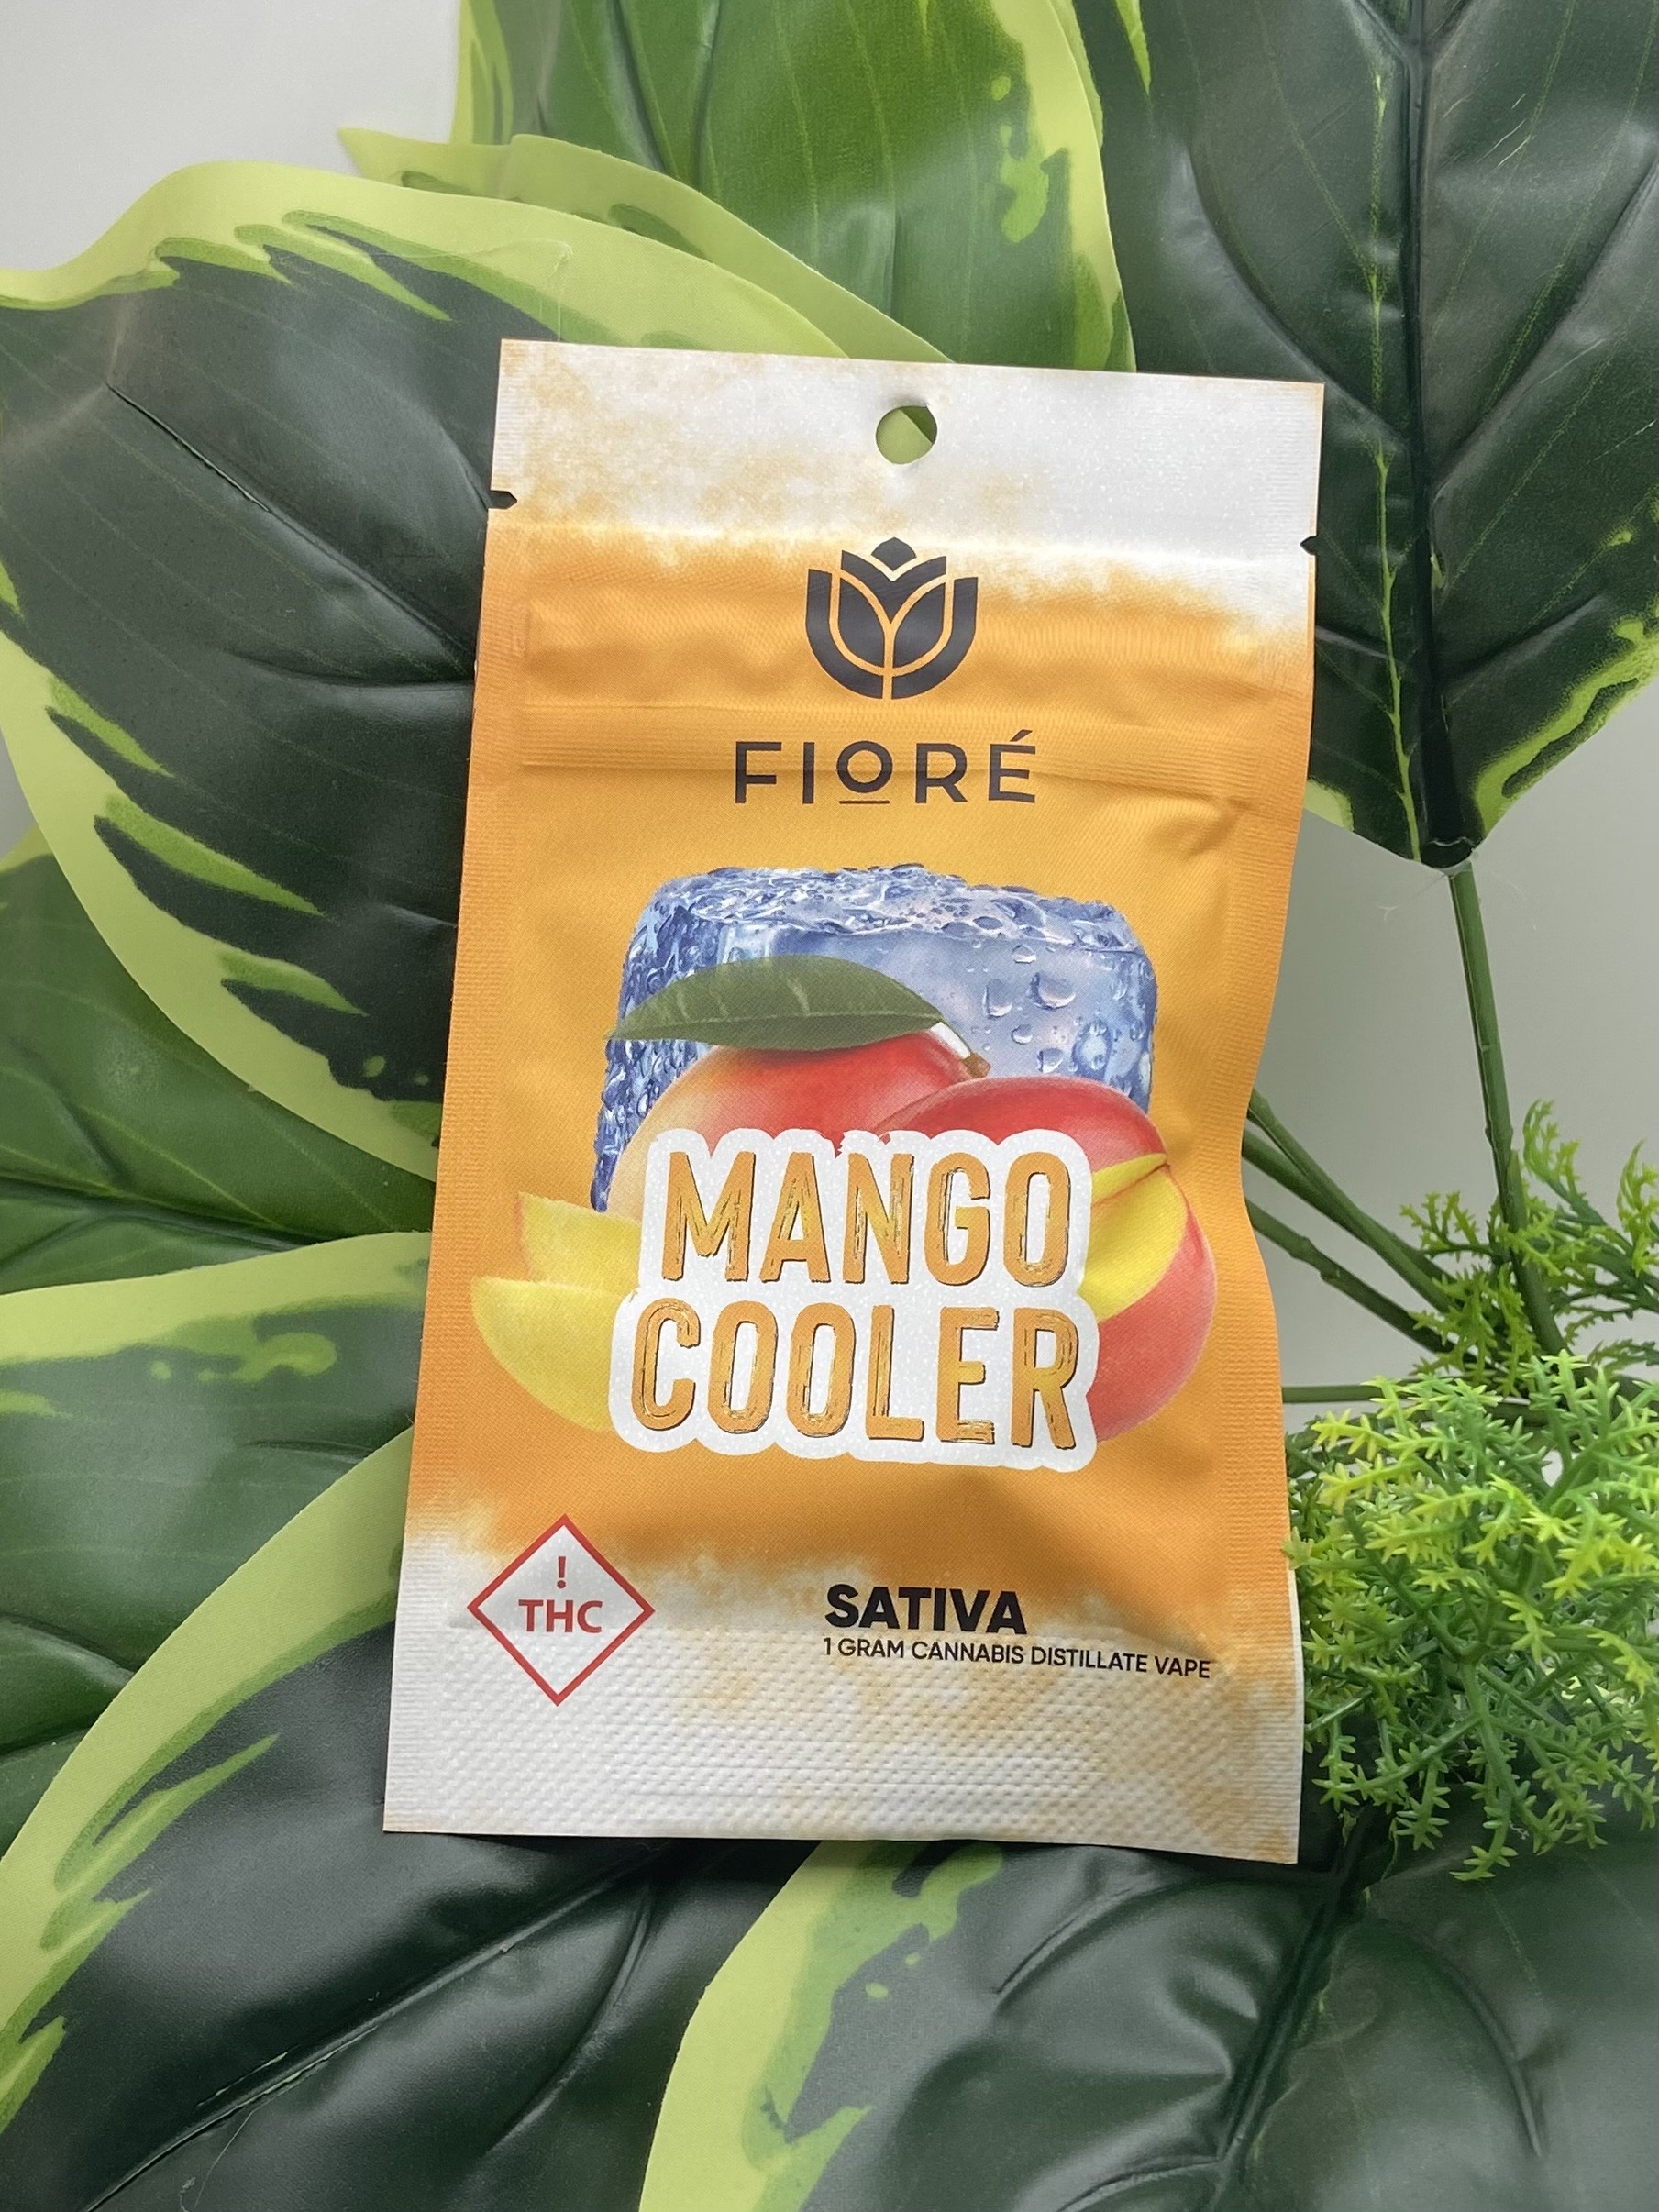 FIORÉ
MANGO
COOLER
!
THC
SATIVA
1 GRAM CANNABIS DISTILLATE VAPE